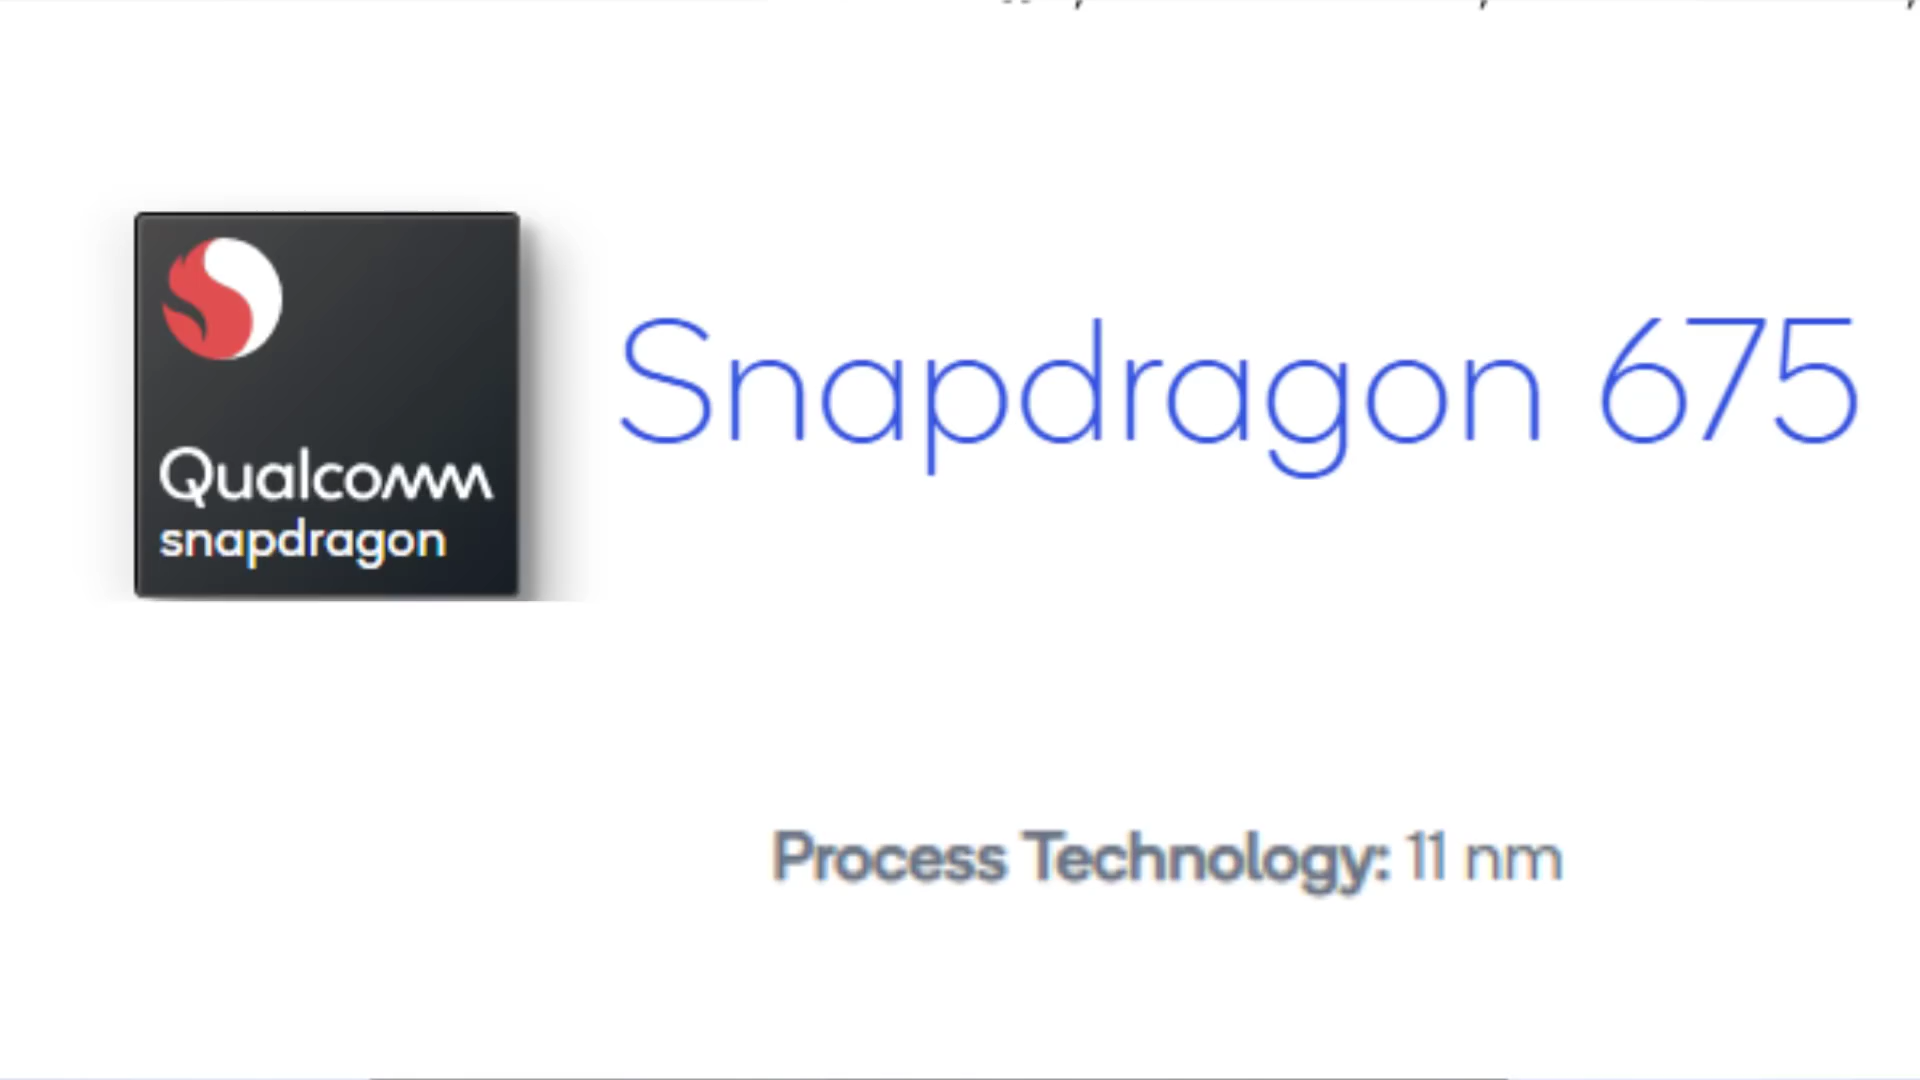 Qualcomm
snapdragon
Snapdragon 675
Process Technology: 11 nm